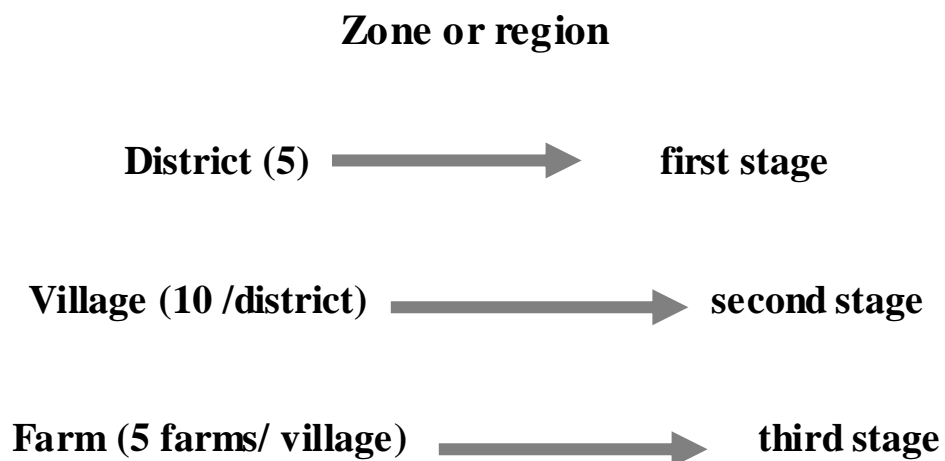 Zone or region
District (5) first stage
Village (10 /district) second stage
Farm (5 farms/ village) third stage